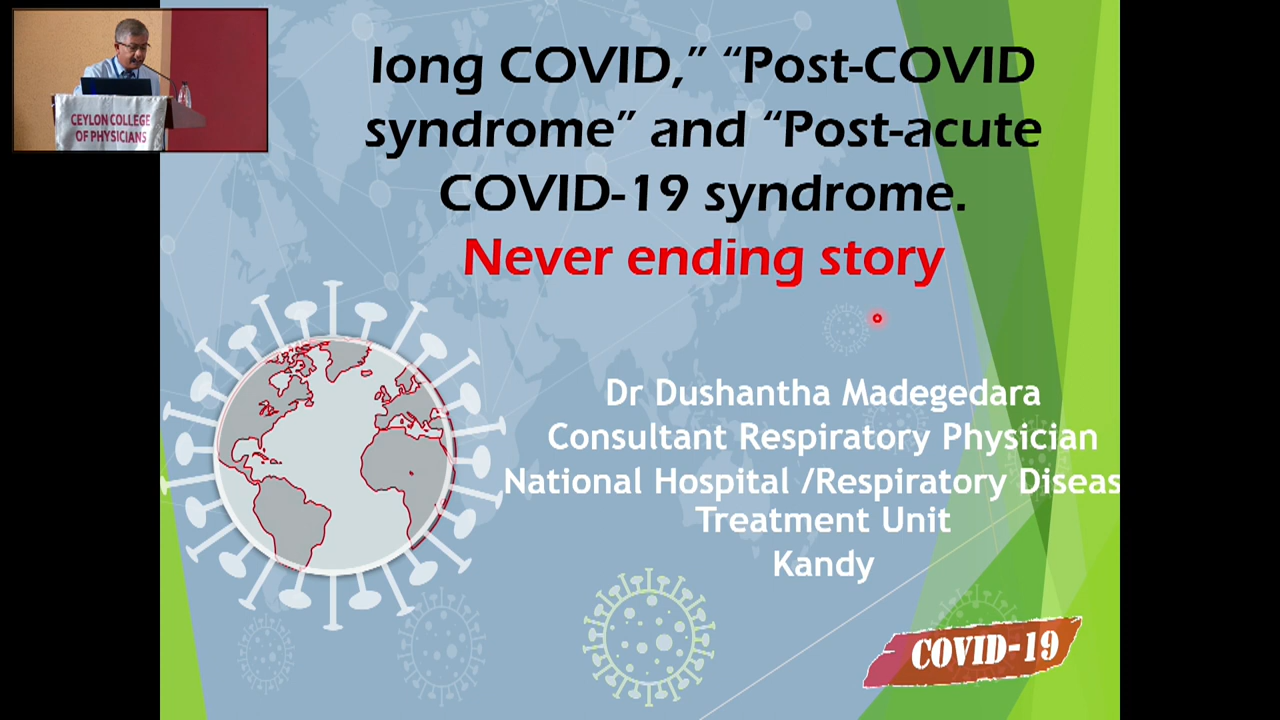 CEYLON COLLEGE
OF PHYSICIANS
long COVID,” “Post-COVID
syndrome” and “Post-acute
COVID-19 syndrome.
Never ending story
Dr Dushantha Madegedara
Consultant Respiratory Physician
National Hospital /Respiratory Diseas
Treatment Unit
Kandy
COVID-19